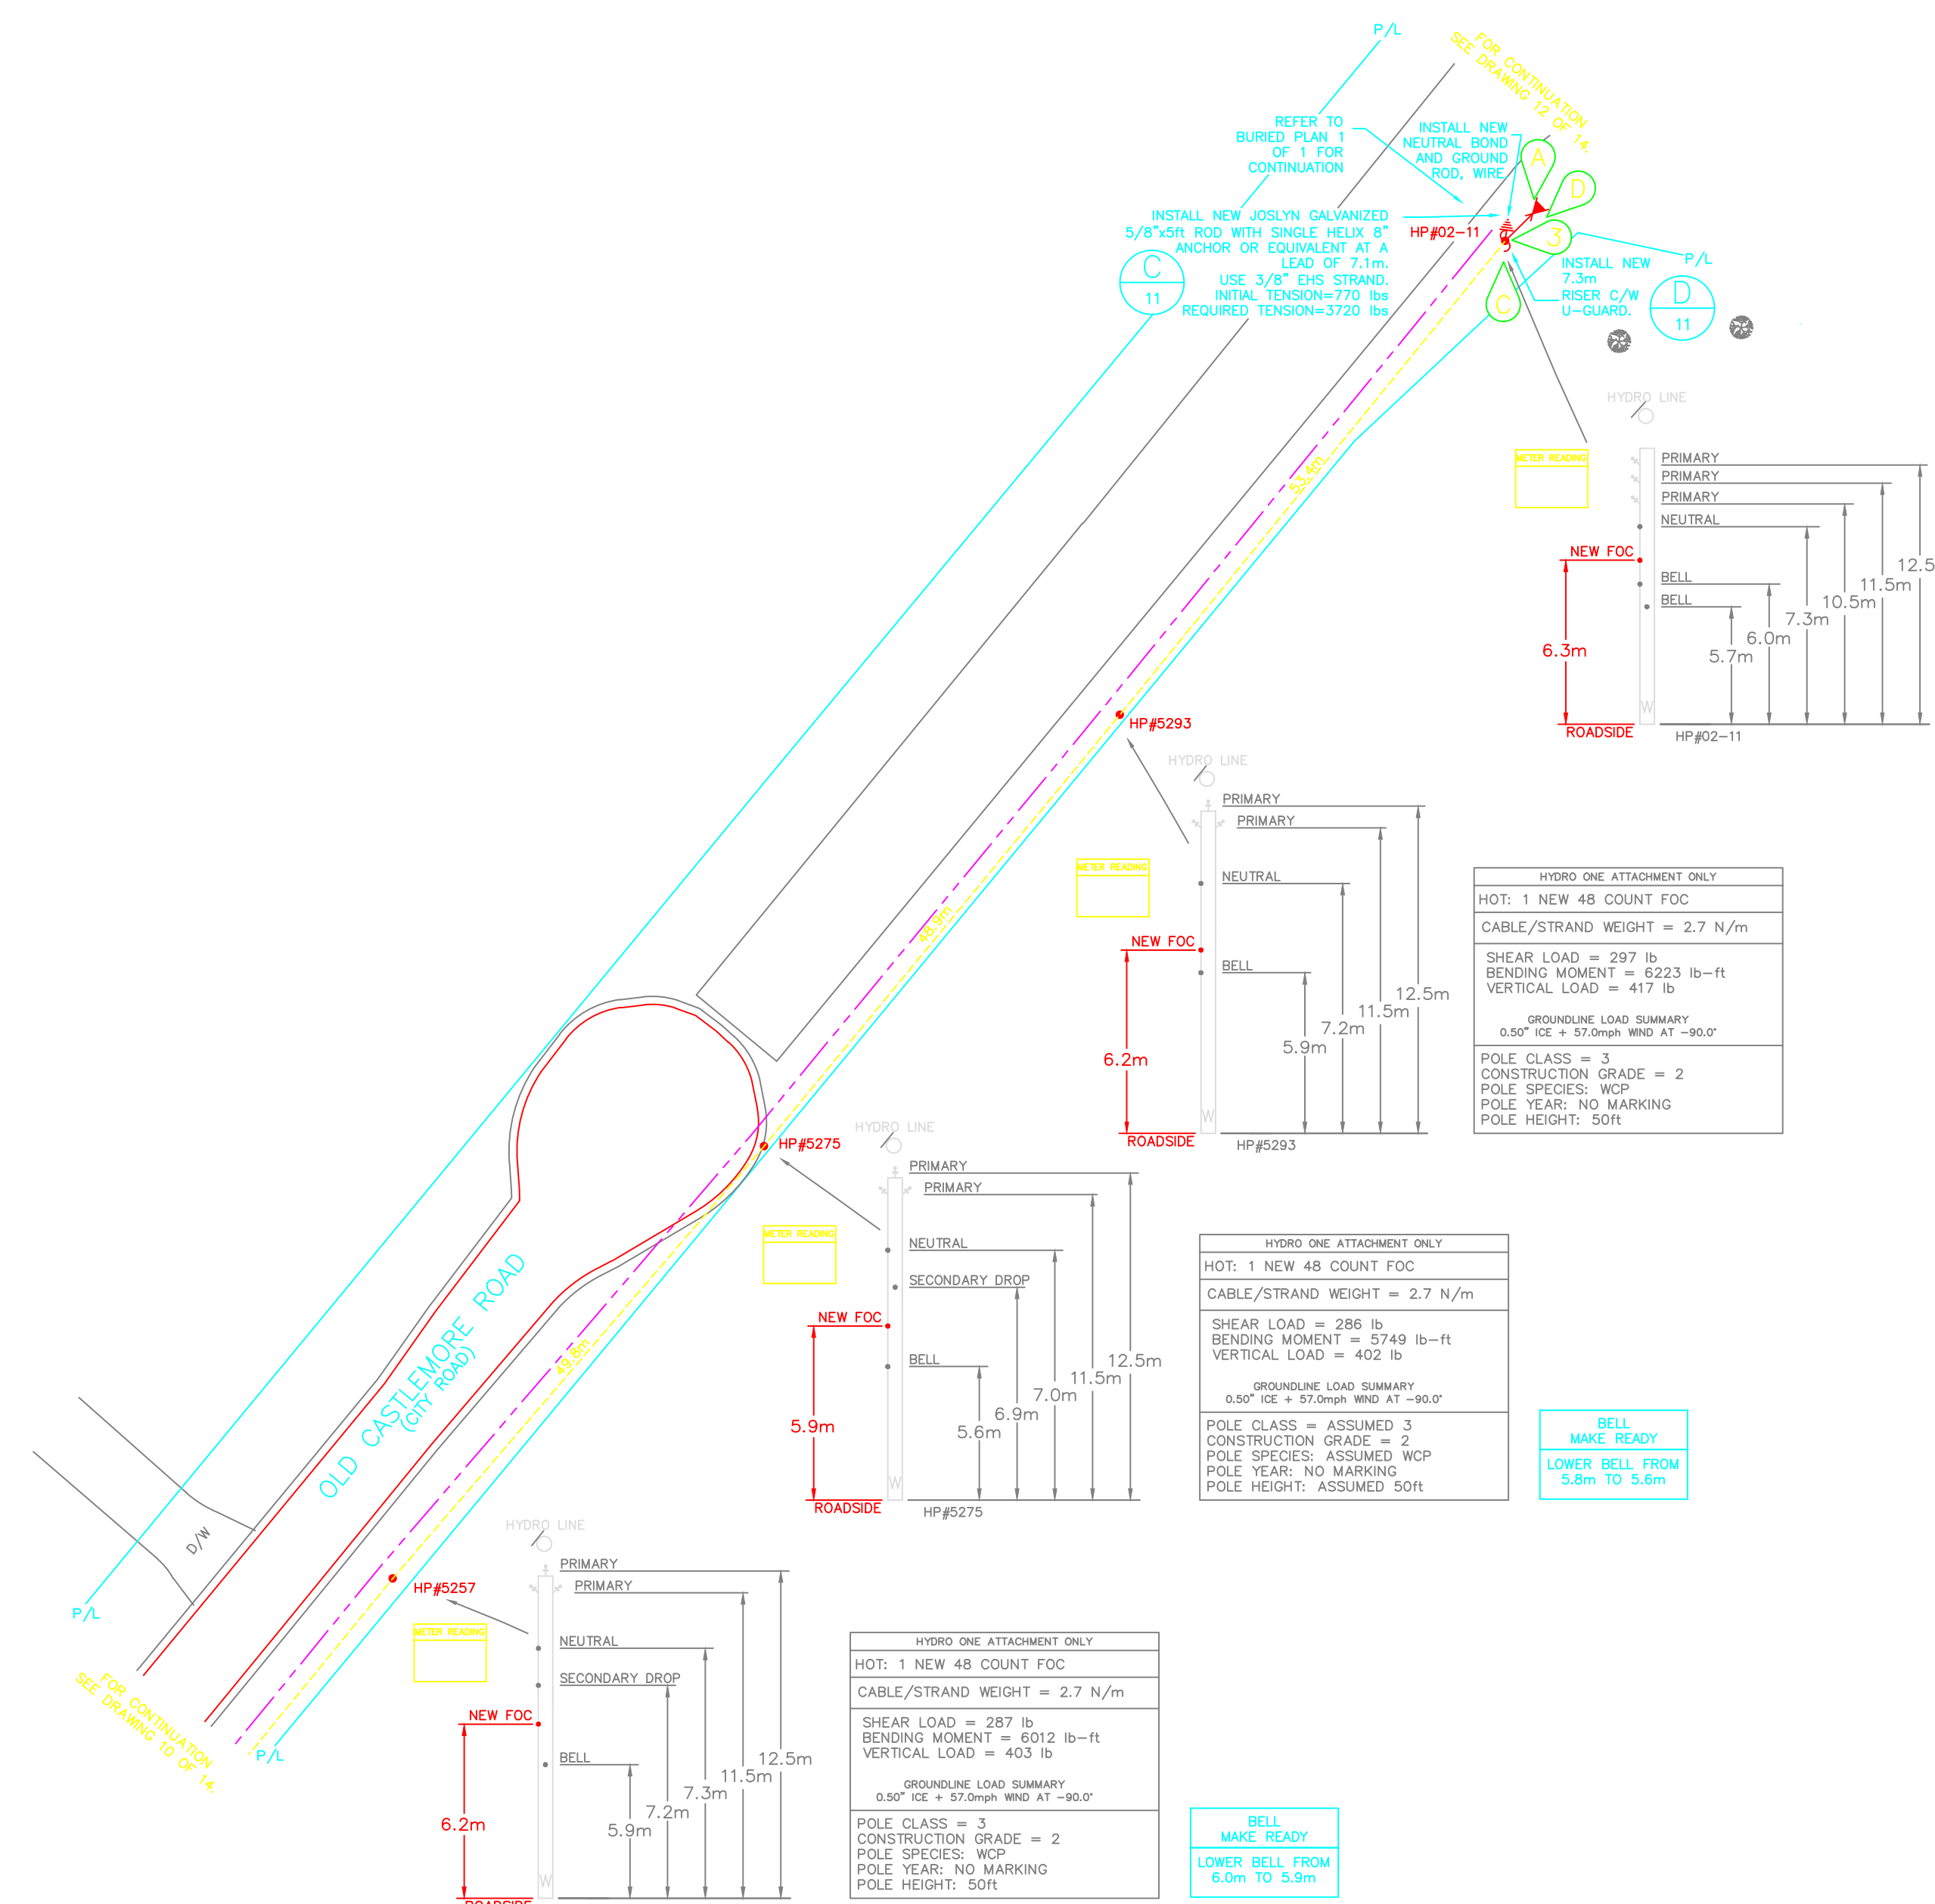 P/L
FOR CONTINUATION
SEE DRAWING 12 OF 14.
REFER TO
BURIED PLAN 1
OF 1 FOR
CONTINUATION
INSTALL NEW
NEUTRAL BOND
AND GROUND
ROD, WIRE.
A
D
3
C
INSTALL NEW JOSLYN GALVANIZED
5/8"x5ft ROD WITH SINGLE HELIX 8"
ANCHOR OR EQUIVALENT AT A
LEAD OF 7.1m.
USE 3/8" EHS STRAND.
INITIAL TENSION=770 lbs
REQUIRED TENSION=3720 lbs
C
11
HP#02-11
P/L
INSTALL NEW
7.3m
RISER C/W
U-GUARD.
D
11
HYDRO LINE
METER READING
PRIMARY
PRIMARY
PRIMARY
NEUTRAL
NEW FOC
BELL
BELL
12.5
11.5m
10.5m
7.3m
6.0m
5.7m
6.3m
W
ROADSIDE
HP#02-11
53.4m
HP#5293
HYDRO LINE
METER READING
PRIMARY
PRIMARY
NEUTRAL
NEW FOC
BELL
12.5m
11.5m
7.2m
5.9m
6.2m
W
ROADSIDE
HP#5293
HYDRO ONE ATTACHMENT ONLY
HOT: 1 NEW 48 COUNT FOC
CABLE/STRAND WEIGHT = 2.7 N/m
SHEAR LOAD = 297 lb
BENDING MOMENT = 6223 lb-ft
VERTICAL LOAD = 417 lb
GROUNDLINE LOAD SUMMARY
0.50" ICE + 57.0mph WIND AT -90.0°
POLE CLASS = 3
CONSTRUCTION GRADE = 2
POLE SPECIES: WCP
POLE YEAR: NO MARKING
POLE HEIGHT: 50ft
48.9m
HP#5275
HYDRO LINE
METER READING
PRIMARY
PRIMARY
NEUTRAL
SECONDARY DROP
NEW FOC
BELL
12.5m
11.5m
7.0m
6.9m
5.6m
5.9m
W
ROADSIDE
HP#5275
HYDRO ONE ATTACHMENT ONLY
HOT: 1 NEW 48 COUNT FOC
CABLE/STRAND WEIGHT = 2.7 N/m
SHEAR LOAD = 286 lb
BENDING MOMENT = 5749 lb-ft
VERTICAL LOAD = 402 lb
GROUNDLINE LOAD SUMMARY
0.50" ICE + 57.0mph WIND AT -90.0°
POLE CLASS = ASSUMED 3
CONSTRUCTION GRADE = 2
POLE SPECIES: ASSUMED WCP
POLE YEAR: NO MARKING
POLE HEIGHT: ASSUMED 50ft
BELL
MAKE READY
LOWER BELL FROM
5.8m TO 5.6m
OLD CASTLEMORE ROAD
(CITY ROAD)
49.8m
D/W
P/L
FOR CONTINUATION
SEE DRAWING 10 OF 14.
P/L
HP#5257
HYDRO LINE
METER READING
PRIMARY
PRIMARY
NEUTRAL
SECONDARY DROP
NEW FOC
BELL
12.5m
11.5m
7.3m
7.2m
5.9m
6.2m
W
ROADSIDE
HYDRO ONE ATTACHMENT ONLY
HOT: 1 NEW 48 COUNT FOC
CABLE/STRAND WEIGHT = 2.7 N/m
SHEAR LOAD = 287 lb
BENDING MOMENT = 6012 lb-ft
VERTICAL LOAD = 403 lb
GROUNDLINE LOAD SUMMARY
0.50" ICE + 57.0mph WIND AT -90.0°
POLE CLASS = 3
CONSTRUCTION GRADE = 2
POLE SPECIES: WCP
POLE YEAR: NO MARKING
POLE HEIGHT: 50ft
BELL
MAKE READY
LOWER BELL FROM
6.0m TO 5.9m